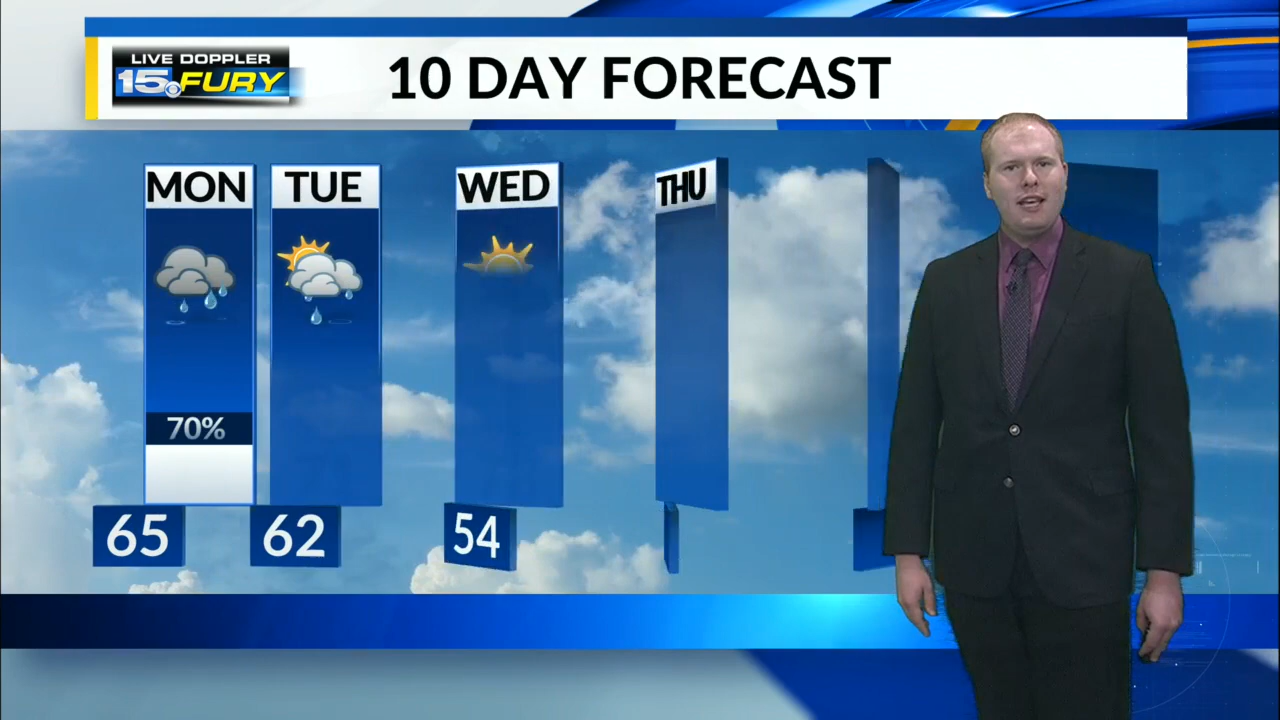 LIVE DOPPLER
15 FURY
10 DAY FORECAST
MON TUE WED THU
70%
65 62 54